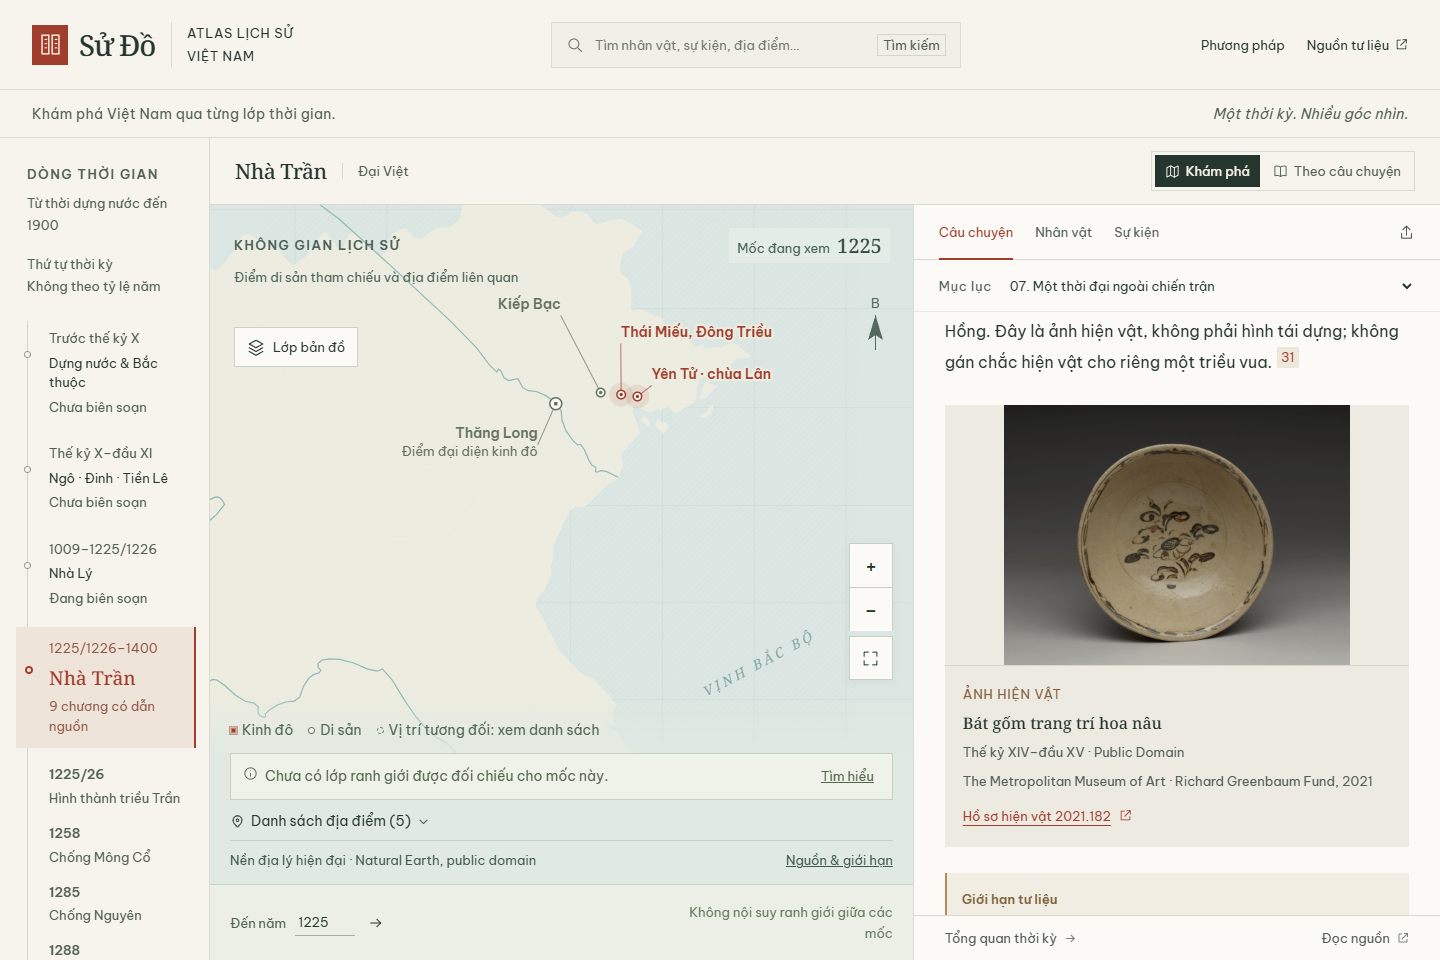 Sử Đồ
ATLAS LỊCH SỬ
VIỆT NAM
Tìm nhân vật, sự kiện, địa điểm...
Tìm kiếm
Phương pháp
Nguồn tư liệu
Khám phá Việt Nam qua từng lớp thời gian.
Một thời kỳ. Nhiều góc nhìn.
DÒNG THỜI GIAN
Từ thời dựng nước đến
1900
Thứ tự thời kỳ
Không theo tỷ lệ năm
Trước thế kỷ X
Dựng nước & Bắc
thuộc
Chưa biên soạn
Thế kỷ X–đầu XI
Ngô · Đinh · Tiền Lê
Chưa biên soạn
1009–1225/1226
Nhà Lý
Đang biên soạn
1225/1226–1400
Nhà Trần
9 chương có dẫn
nguồn
1225/26
Hình thành triều Trần
1258
Chống Mông Cổ
1285
Chống Nguyên
1288
Nhà Trần
Đại Việt
Khám phá
Theo câu chuyện
KHÔNG GIAN LỊCH SỬ
Điểm di sản tham chiếu và địa điểm liên quan
Mốc đang xem 1225
Lớp bản đồ
B
Kiếp Bạc
Thái Miếu, Đông Triều
Yên Tử · chùa Lân
Thăng Long
Điểm đại diện kinh đô
+
−
VỊNH BẮC BỘ
Kinh đô
Di sản
Vị trí tương đối: xem danh sách
Chưa có lớp ranh giới được đối chiếu cho mốc này.
Tìm hiểu
Danh sách địa điểm (5)
Nền địa lý hiện đại · Natural Earth, public domain
Nguồn & giới hạn
Đến năm 1225
Không nội suy ranh giới giữa các
mốc
Câu chuyện
Nhân vật
Sự kiện
Mục lục
07. Một thời đại ngoài chiến trận
Hồng. Đây là ảnh hiện vật, không phải hình tái dựng; không
gán chắc hiện vật cho riêng một triều vua. 31
ẢNH HIỆN VẬT
Bát gốm trang trí hoa nâu
Thế kỷ XIV–đầu XV · Public Domain
The Metropolitan Museum of Art · Richard Greenbaum Fund, 2021
Hồ sơ hiện vật 2021.182
Giới hạn tư liệu
Tổng quan thời kỳ
Đọc nguồn